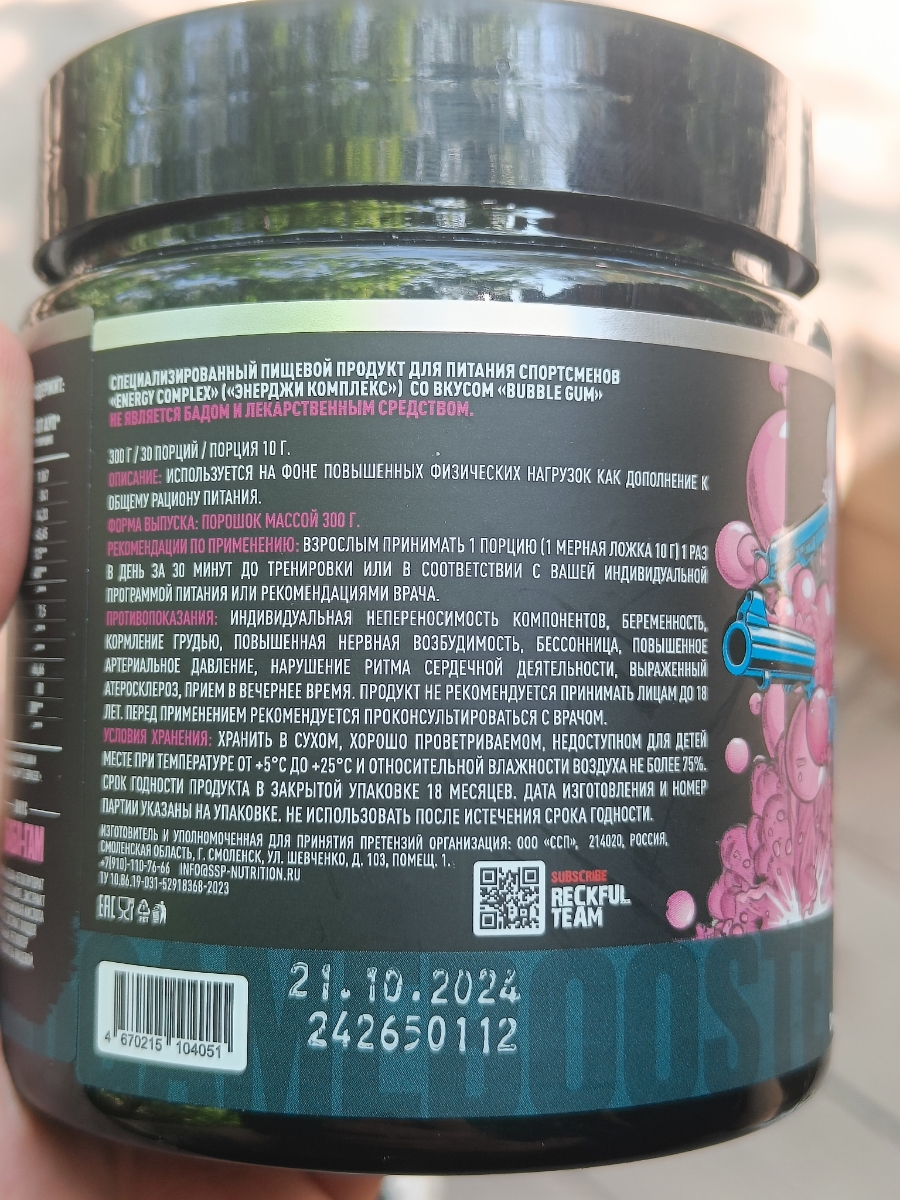 СПЕЦИАЛИЗИРОВАННЫЙ ПИЩЕВОЙ ПРОДУКТ ДЛЯ ПИТАНИЯ СПОРТСМЕНОВ
«ENERGY COMPLEX» («ЭНЕРДЖИ КОМПЛЕКС») СО ВКУСОМ «BUBBLE GUM»
НЕ ЯВЛЯЕТСЯ БАДОМ И ЛЕКАРСТВЕННЫМ СРЕДСТВОМ.
300 Г / 30 ПОРЦИЙ / ПОРЦИЯ 10 Г.
ОПИСАНИЕ: ИСПОЛЬЗУЕТСЯ НА ФОНЕ ПОВЫШЕННЫХ ФИЗИЧЕСКИХ НАГРУЗОК КАК ДОПОЛНЕНИЕ К
ОБЩЕМУ РАЦИОНУ ПИТАНИЯ.
ФОРМА ВЫПУСКА: ПОРОШОК МАССОЙ 300 Г.
РЕКОМЕНДАЦИИ ПО ПРИМЕНЕНИЮ: ВЗРОСЛЫМ ПРИНИМАТЬ 1 ПОРЦИЮ (1 МЕРНАЯ ЛОЖКА 10 Г) 1 РАЗ
В ДЕНЬ ЗА 30 МИНУТ ДО ТРЕНИРОВКИ ИЛИ В СООТВЕТСТВИИ С ВАШЕЙ ИНДИВИДУАЛЬНОЙ
ПРОГРАММОЙ ПИТАНИЯ ИЛИ РЕКОМЕНДАЦИЯМИ ВРАЧА.
ПРОТИВОПОКАЗАНИЯ: ИНДИВИДУАЛЬНАЯ НЕПЕРЕНОСИМОСТЬ КОМПОНЕНТОВ, БЕРЕМЕННОСТЬ,
КОРМЛЕНИЕ ГРУДЬЮ, ПОВЫШЕННАЯ НЕРВНАЯ ВОЗБУДИМОСТЬ, БЕССОННИЦА, ПОВЫШЕННОЕ
АРТЕРИАЛЬНОЕ ДАВЛЕНИЕ, НАРУШЕНИЕ РИТМА СЕРДЕЧНОЙ ДЕЯТЕЛЬНОСТИ, ВЫРАЖЕННЫЙ
АТЕРОСКЛЕРОЗ, ПРИЕМ В ВЕЧЕРНЕЕ ВРЕМЯ. ПРОДУКТ НЕ РЕКОМЕНДУЕТСЯ ПРИНИМАТЬ ЛИЦАМ ДО 18
ЛЕТ. ПЕРЕД ПРИМЕНЕНИЕМ РЕКОМЕНДУЕТСЯ ПРОКОНСУЛЬТИРОВАТЬСЯ С ВРАЧОМ.
УСЛОВИЯ ХРАНЕНИЯ: ХРАНИТЬ В СУХОМ, ХОРОШО ПРОВЕТРИВАЕМОМ, НЕДОСТУПНОМ ДЛЯ ДЕТЕЙ
МЕСТЕ ПРИ ТЕМПЕРАТУРЕ ОТ +5°С ДО +25°С И ОТНОСИТЕЛЬНОЙ ВЛАЖНОСТИ ВОЗДУХА НЕ БОЛЕЕ 75%.
СРОК ГОДНОСТИ ПРОДУКТА В ЗАКРЫТОЙ УПАКОВКЕ 18 МЕСЯЦЕВ. ДАТА ИЗГОТОВЛЕНИЯ И НОМЕР
ПАРТИИ УКАЗАНЫ НА УПАКОВКЕ. НЕ ИСПОЛЬЗОВАТЬ ПОСЛЕ ИСТЕЧЕНИЯ СРОКА ГОДНОСТИ.
ИЗГОТОВИТЕЛЬ И УПОЛНОМОЧЕННАЯ ДЛЯ ПРИНЯТИЯ ПРЕТЕНЗИЙ ОРГАНИЗАЦИЯ: ООО «ССП», 214020, РОССИЯ,
СМОЛЕНСКАЯ ОБЛАСТЬ, Г. СМОЛЕНСК, УЛ. ШЕВЧЕНКО, Д. 103, ПОМЕЩ. 1.
+7(910)-110-76-66 INFO@SSP-NUTRITION.RU
ТУ 10.86.19-031-52918368-2023
EAC
SUBSCRIBE
RECKFUL
TEAM
21.10.2024
242650112
4 670215 104051